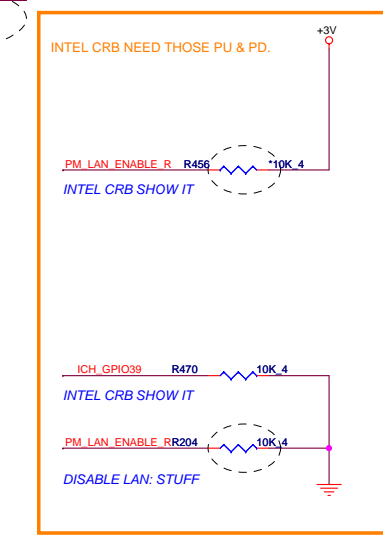 INTEL CRB NEED THOSE PU & PD.
+3V
PM_LAN_ENABLE_R R456 *10K_4
INTEL CRB SHOW IT
ICH_GPIO39 R470 10K_4
INTEL CRB SHOW IT
PM_LAN_ENABLE_R R204 10K_4
DISABLE LAN: STUFF